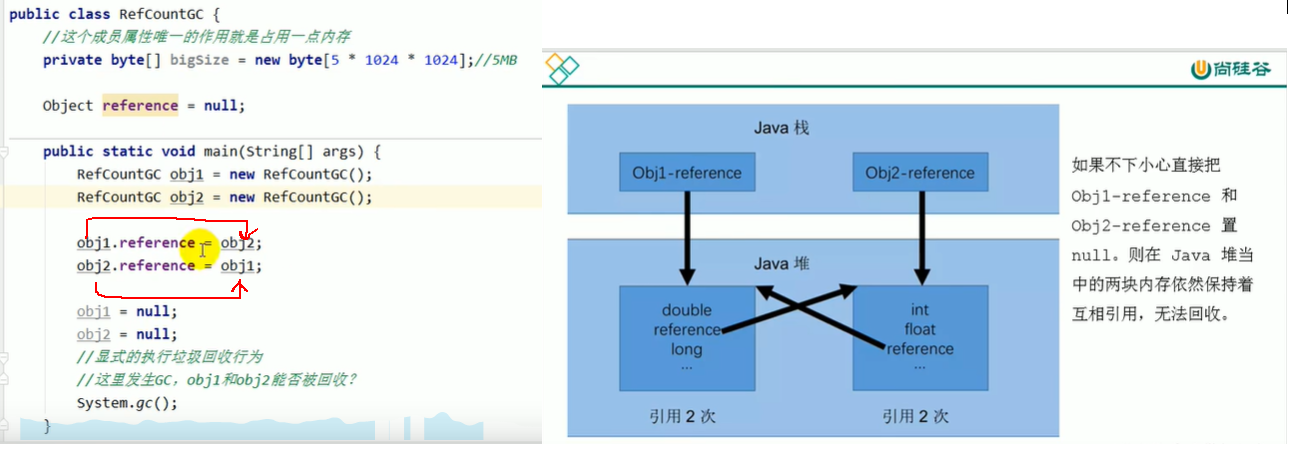 public class RefCountGC {
//这个成员属性唯一的作用就是占用一点内存
private byte[] bigSize = new byte[5 * 1024 * 1024];//5MB
Object reference = null;
public static void main(String[] args) {
RefCountGC obj1 = new RefCountGC();
RefCountGC obj2 = new RefCountGC();
obj1.reference = obj2;
obj2.reference = obj1;
obj1 = null;
obj2 = null;
//显式的执行垃圾回收行为
//这里发生GC，obj1和obj2能否被回收？
System.gc();
}
尚硅谷
Java 栈
Obj1-reference
Obj2-reference
Java 堆
double
reference
long
...
int
float
reference
...
引用 2 次
引用 2 次
如果不下小心直接把
Obj1-reference 和
Obj2-reference 置
null。则在 Java 堆当
中的两块内存依然保持着
互相引用，无法回收。